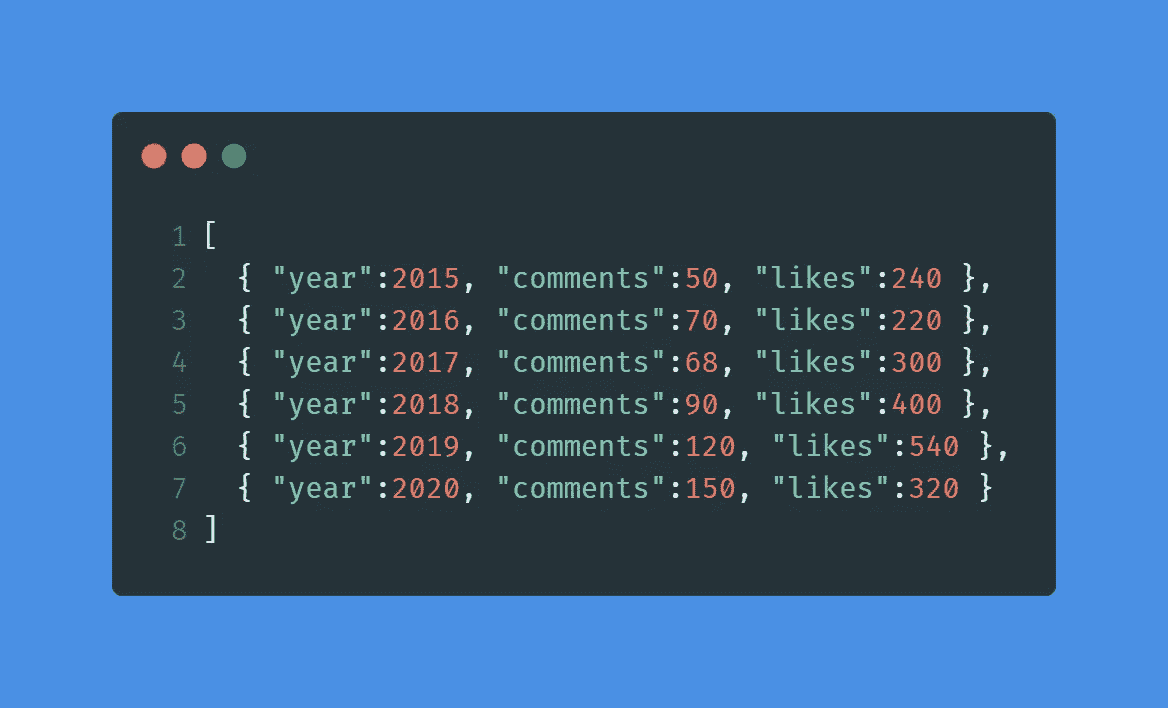 1 [
2   { "year":2015, "comments":50, "likes":240 },
3   { "year":2016, "comments":70, "likes":220 },
4   { "year":2017, "comments":68, "likes":300 },
5   { "year":2018, "comments":90, "likes":400 },
6   { "year":2019, "comments":120, "likes":540 },
7   { "year":2020, "comments":150, "likes":320 }
8 ]